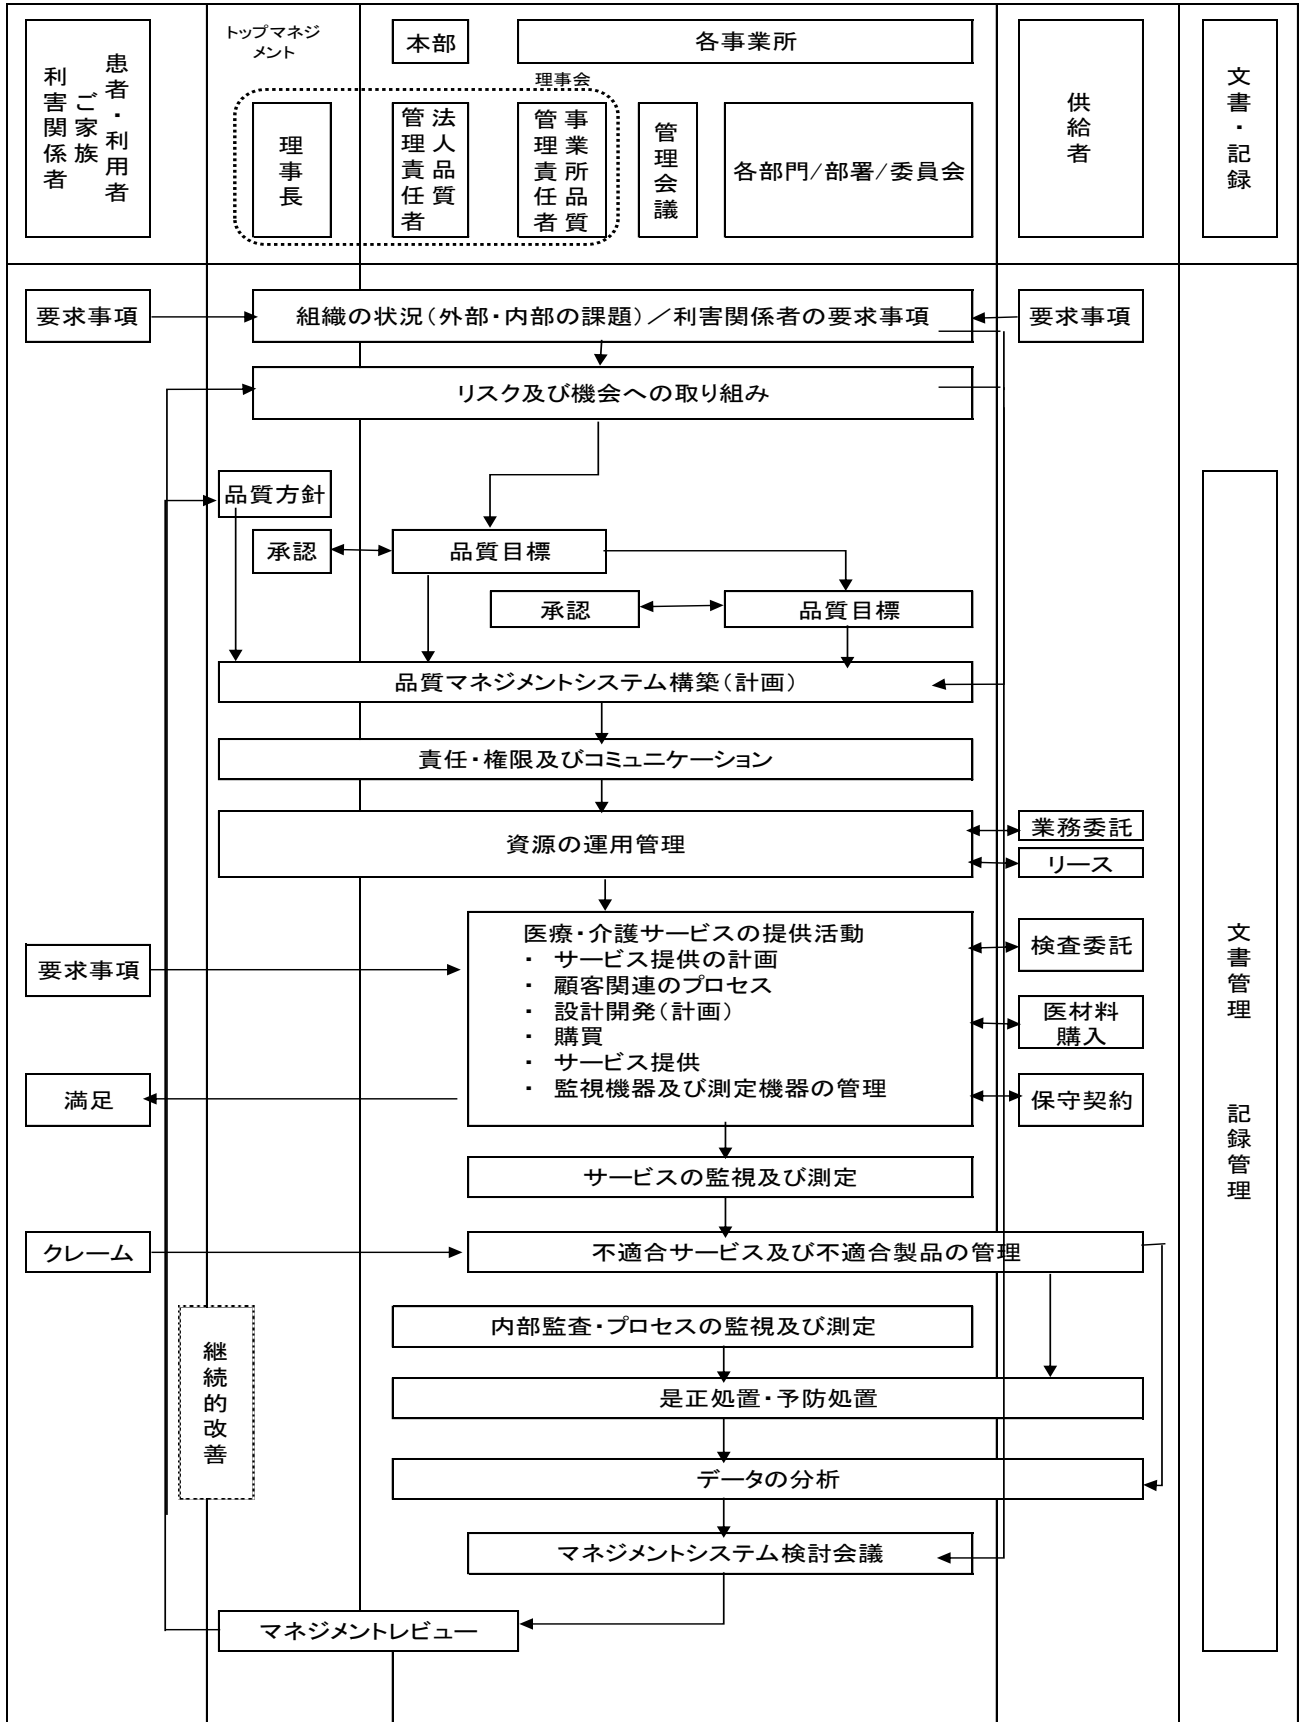 患者・利用者
ご家族
利害関係者
トップマネジ
メント
本部
各事業所
理事会
理事長
法人品質
管理責任者
事業所品質
管理責任者
管理会議
各部門/部署/委員会
供給者
文書・記録
要求事項
組織の状況(外部・内部の課題)/利害関係者の要求事項
要求事項
リスク及び機会への取り組み
品質方針
承認
品質目標
承認
品質目標
品質マネジメントシステム構築(計画)
責任・権限及びコミュニケーション
資源の運用管理
業務委託
リース
要求事項
医療・介護サービスの提供活動
・ サービス提供の計画
・ 顧客関連のプロセス
・ 設計開発(計画)
・ 購買
・ サービス提供
・ 監視機器及び測定機器の管理
検査委託
医材料
購入
保守契約
満足
サービスの監視及び測定
クレーム
不適合サービス及び不適合製品の管理
内部監査・プロセスの監視及び測定
継続的改善
是正処置・予防処置
データの分析
マネジメントシステム検討会議
マネジメントレビュー
文書管理
記録管理